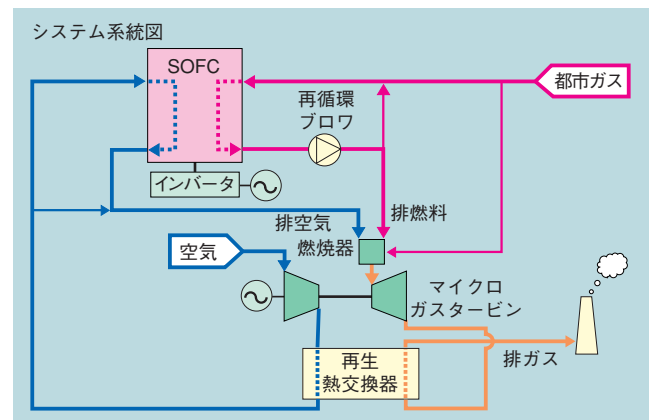 システム系統図
SOFC
都市ガス
再循環
ブロワ
インバータ
排空気
排燃料
燃焼器
空気
マイクロ
ガスタービン
再生
熱交換器
排ガス